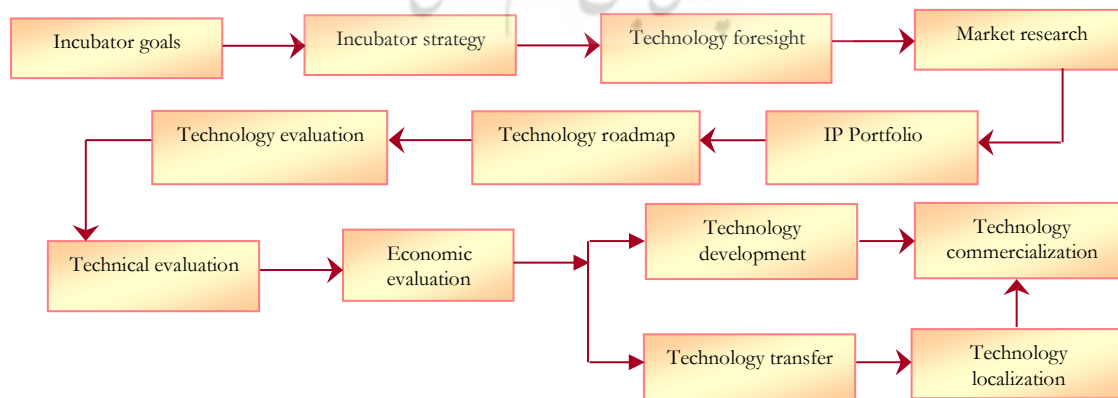 Incubator goals
Incubator strategy
Technology foresight
Market research
Technology evaluation
Technology roadmap
IP Portfolio
Technical evaluation
Economic
evaluation
Technology
development
Technology
commercialization
Technology transfer
Technology
localization